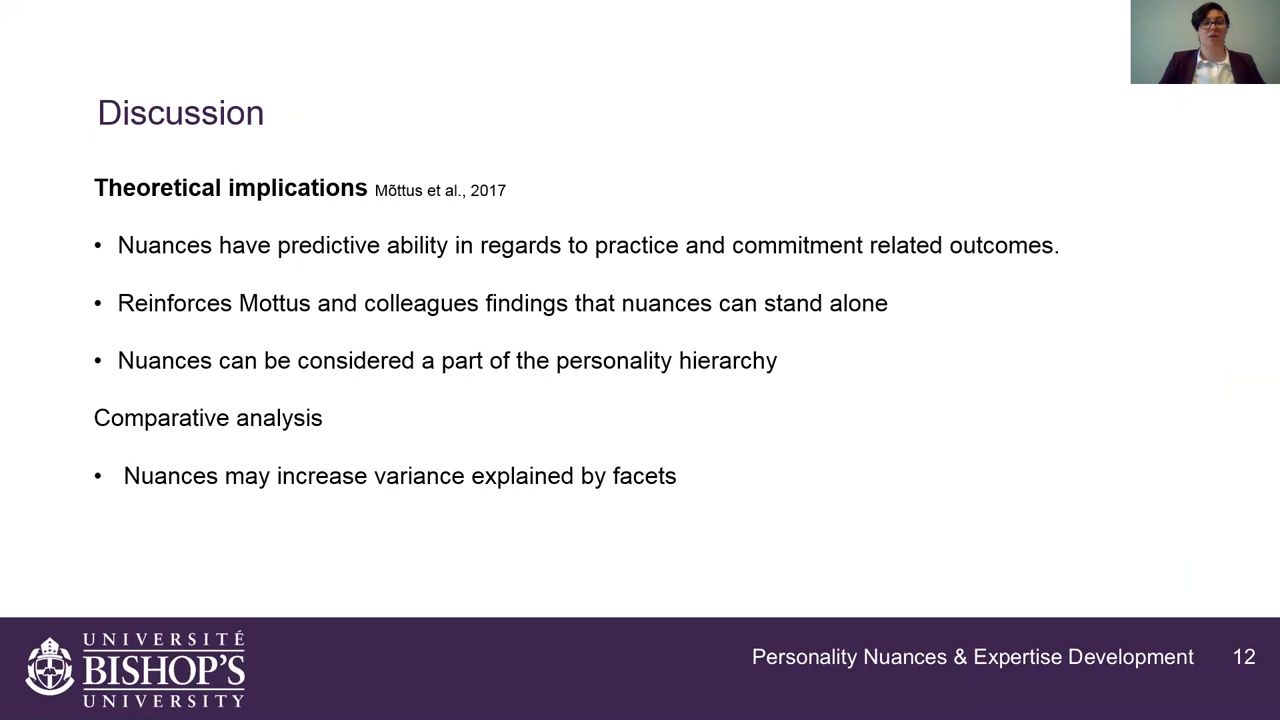 Discussion
Theoretical implications Mõttus et al., 2017
• Nuances have predictive ability in regards to practice and commitment related outcomes.
• Reinforces Mottus and colleagues findings that nuances can stand alone
• Nuances can be considered a part of the personality hierarchy
Comparative analysis
• Nuances may increase variance explained by facets
UNIVERSITÉ
BISHOP'S
UNIVERSITY
Personality Nuances & Expertise Development 12